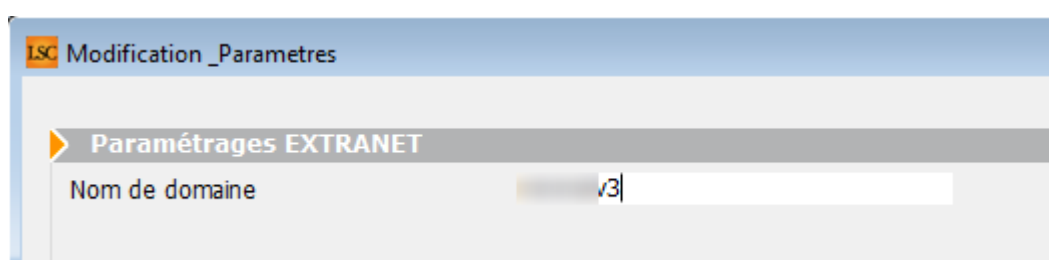 LSC Modification _Parametres
Paramétrages EXTRANET
Nom de domaine v3